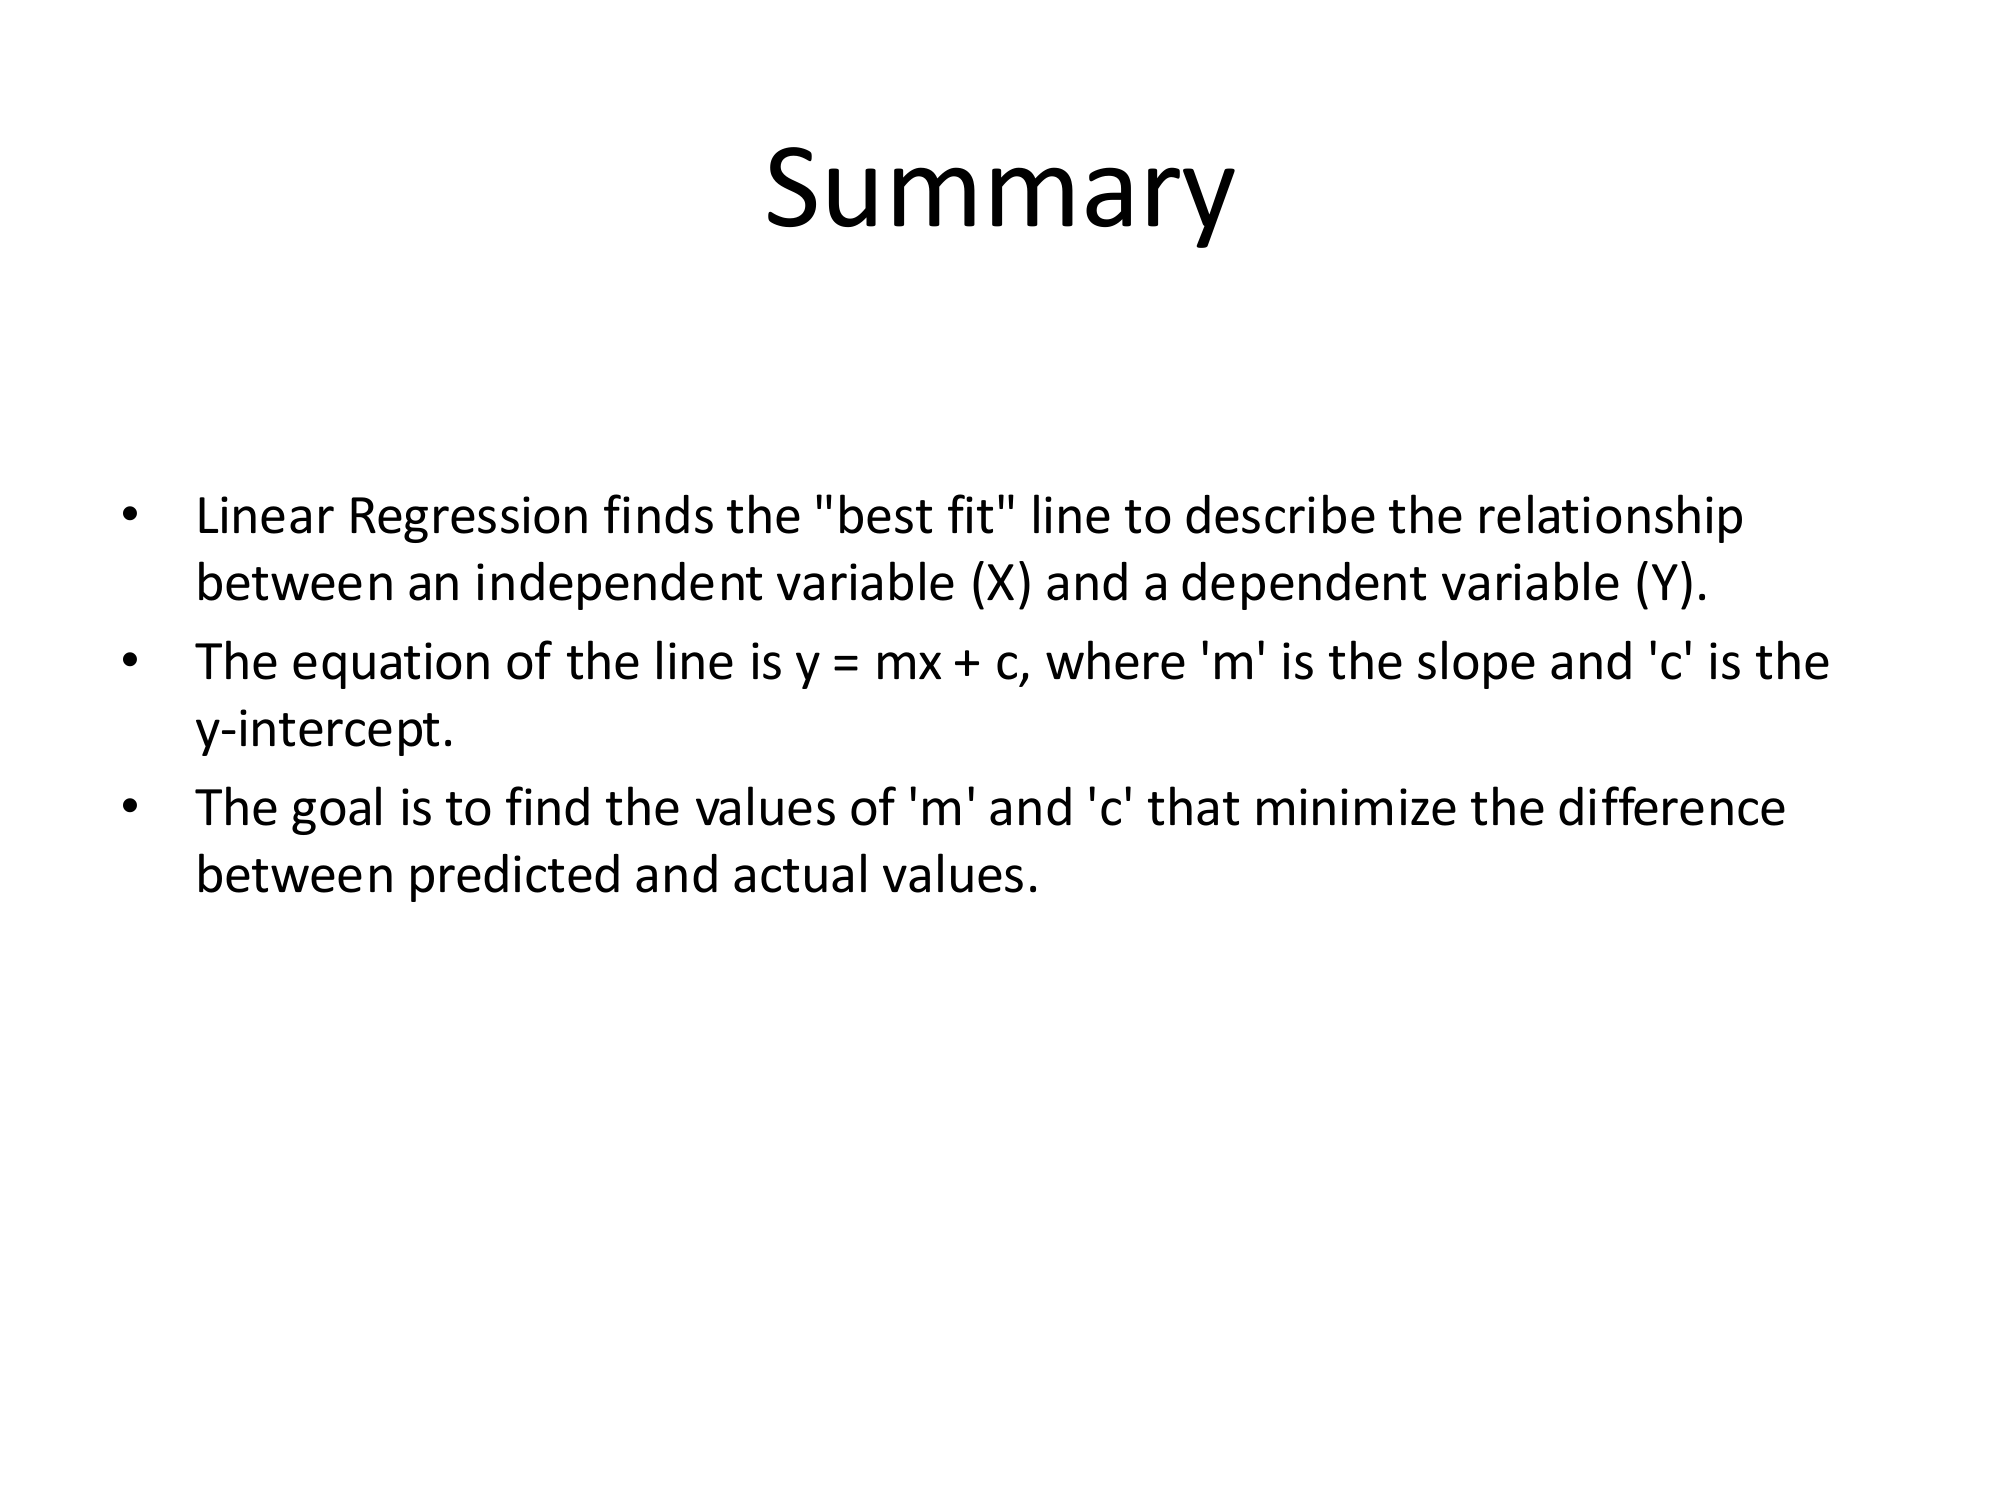 Summary
• Linear Regression finds the "best fit" line to describe the relationship
between an independent variable (X) and a dependent variable (Y).
• The equation of the line is y = mx + c, where 'm' is the slope and 'c' is the
y-intercept.
• The goal is to find the values of 'm' and 'c' that minimize the difference
between predicted and actual values.